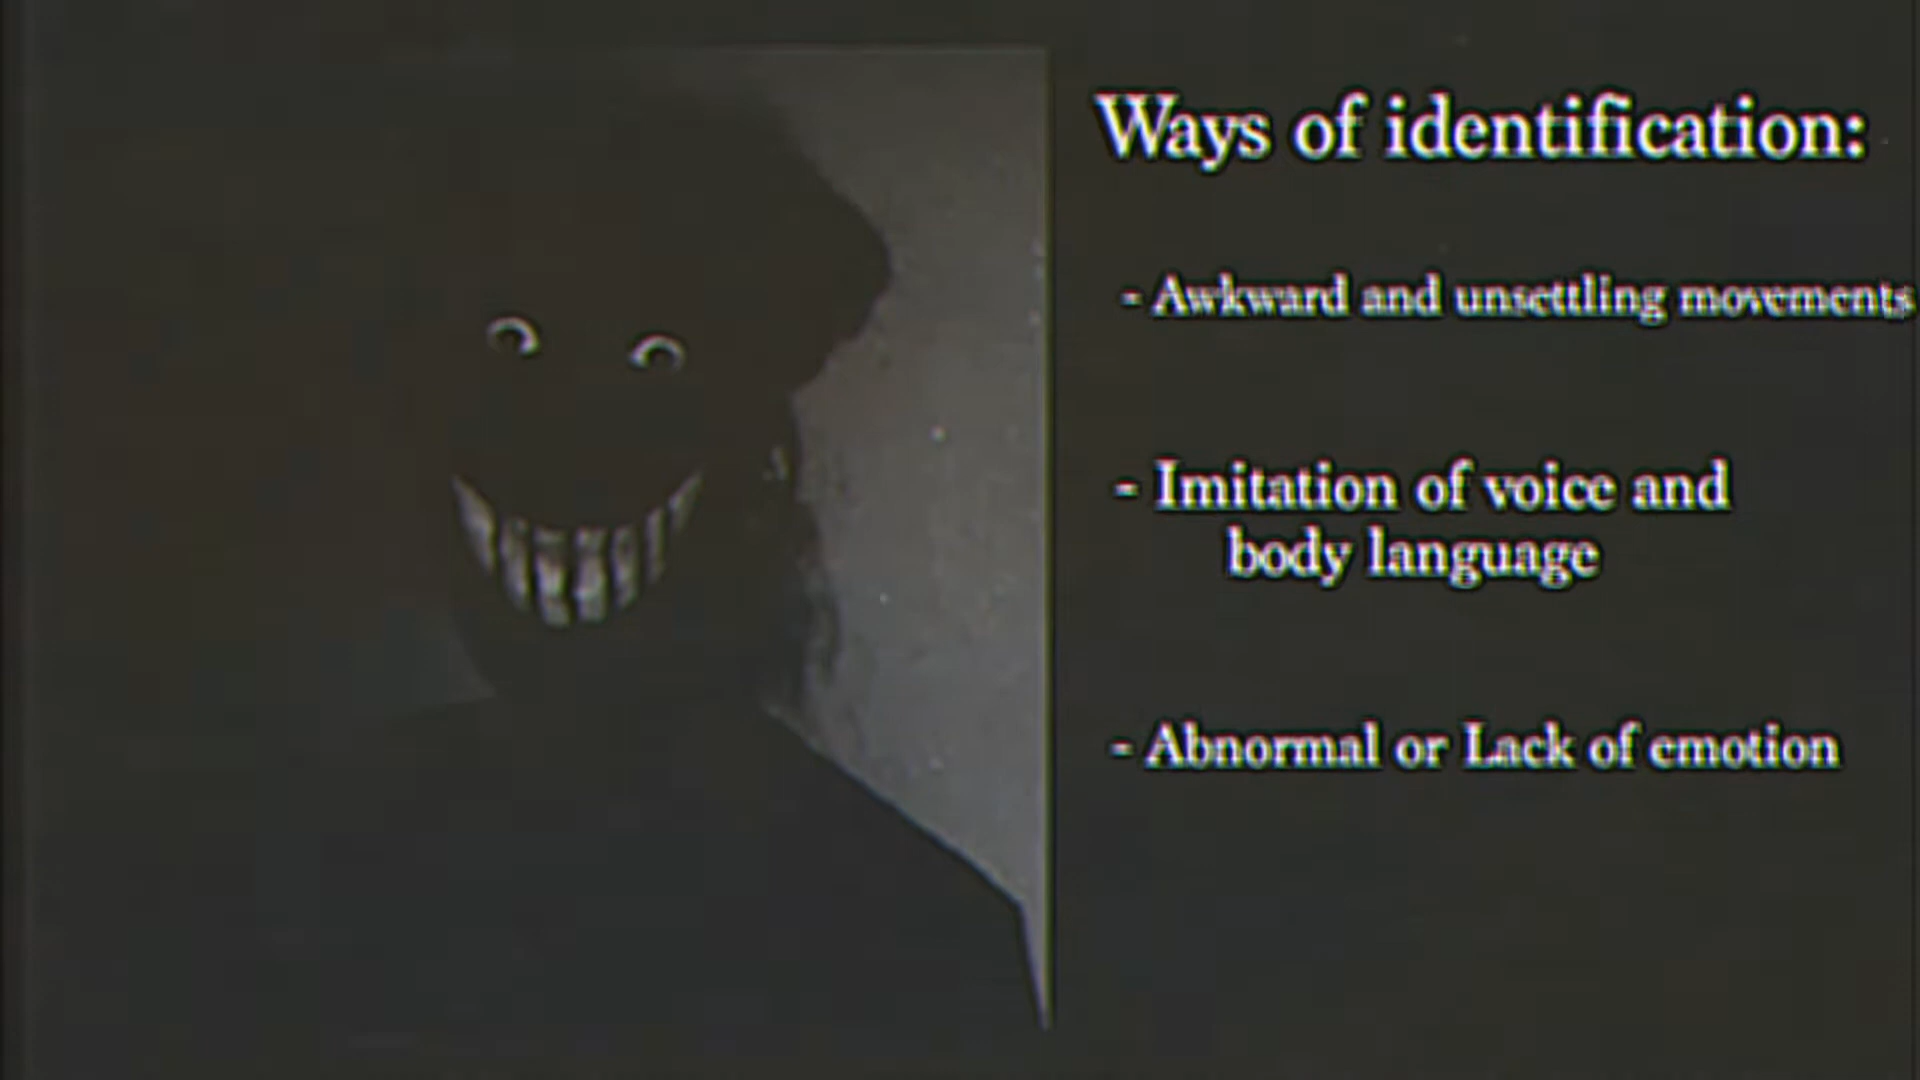 Ways of identification:
- Awkward and unsettling movements
- Imitation of voice and
body language
- Abnormal or Lack of emotion